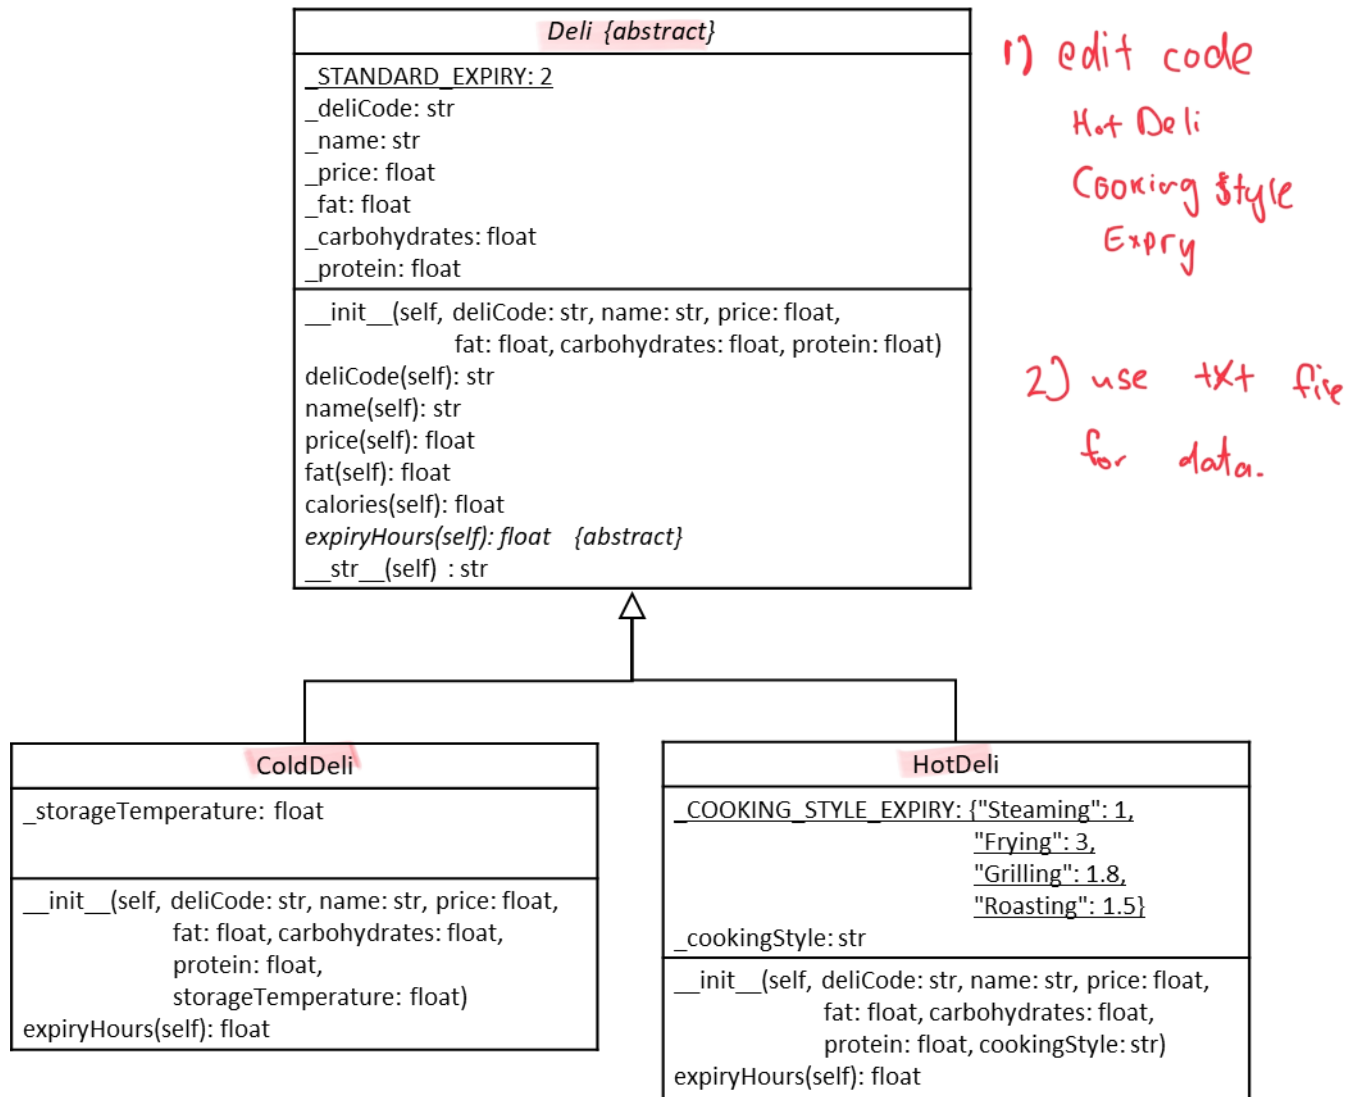 Deli {abstract}
_STANDARD_EXPIRY: 2
_deliCode: str
_name: str
_price: float
_fat: float
_carbohydrates: float
_protein: float
__init__(self, deliCode: str, name: str, price: float,
fat: float, carbohydrates: float, protein: float)
deliCode(self): str
name(self): str
price(self): float
fat(self): float
calories(self): float
expiryHours(self): float {abstract}
__str__(self) : str
1) edit code
Hot Deli
Cooking Style
Expry
2) use txt file
for data.
ColdDeli
_storageTemperature: float
__init__(self, deliCode: str, name: str, price: float,
fat: float, carbohydrates: float,
protein: float,
storageTemperature: float)
expiryHours(self): float
HotDeli
_COOKING_STYLE_EXPIRY: {"Steaming": 1,
"Frying": 3,
"Grilling": 1.8,
"Roasting": 1.5}
_cookingStyle: str
__init__(self, deliCode: str, name: str, price: float,
fat: float, carbohydrates: float,
protein: float, cookingStyle: str)
expiryHours(self): float